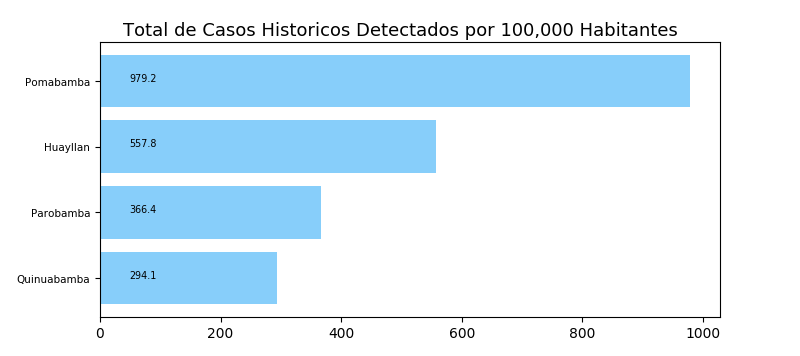 Total de Casos Historicos Detectados por 100,000 Habitantes
Pomabamba 979.2
Huayllan 557.8
Parobamba 366.4
Quinuabamba 294.1
0 200 400 600 800 1000